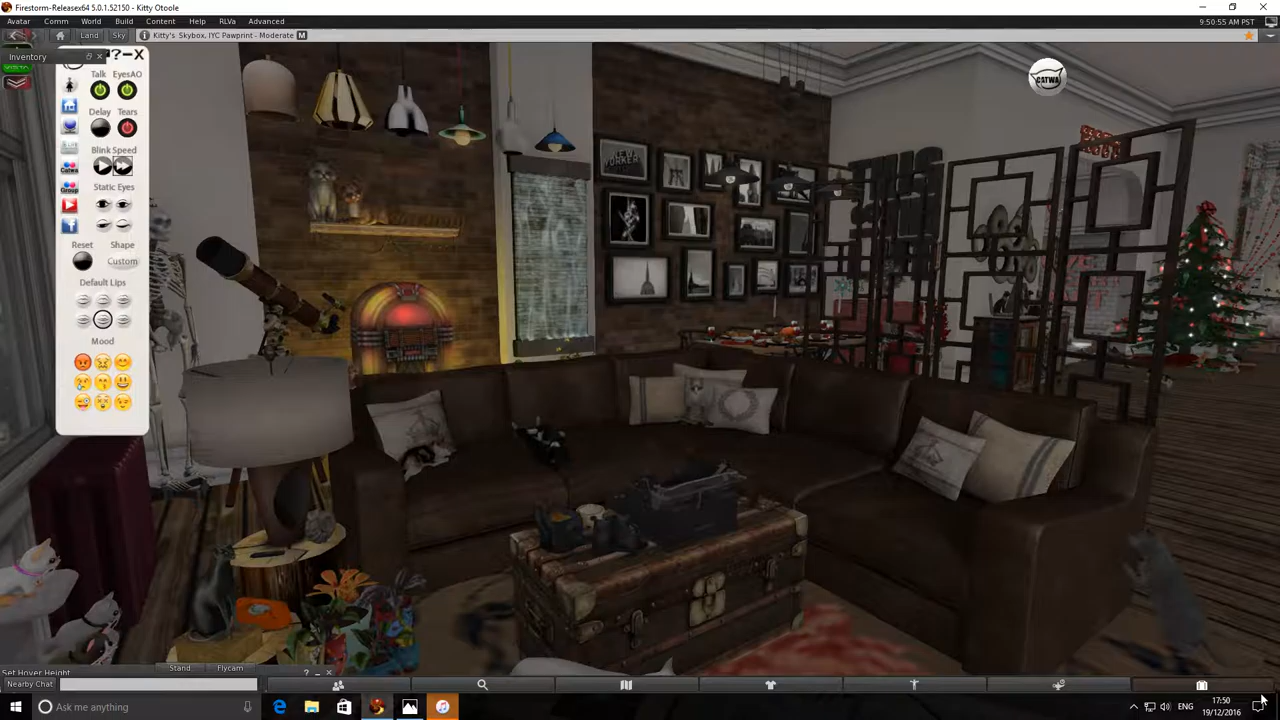 Firestorm-Releasex64 5.0.1.52150 - Kitty Otoole
Avatar Comm World Build Content Help RLVa Advanced
9:50:55 AM PST
Land Sky Kitty's Skybox, IYC Pawprint - Moderate M
Inventory
Talk EyesAO
Delay Tears
Blink Speed
Static Eyes
Reset Shape
Custom
Default Lips
Mood
Catwa
Group
CATWA
NEW YORKER
Stand Flycam
Set Hover Height
Nearby Chat
Ask me anything
ENG
17:50
19/12/2016